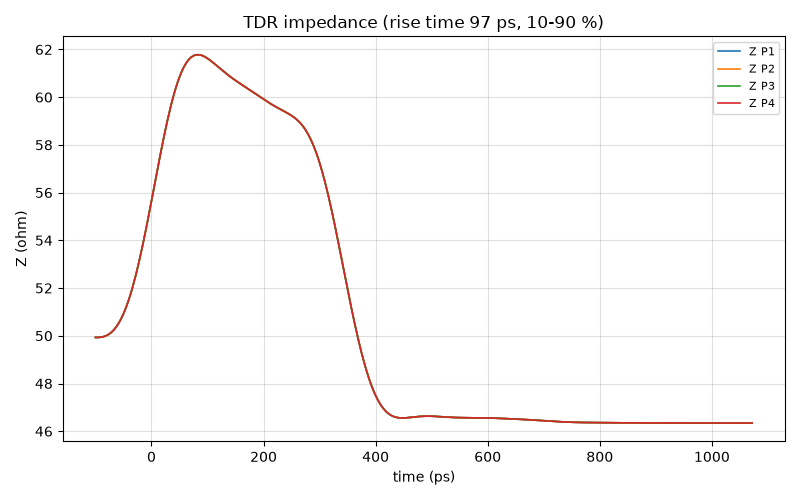 TDR impedance (rise time 97 ps, 10-90 %)
Z P1
Z P2
Z P3
Z P4
Z (ohm)
62
60
58
56
54
52
50
48
46
0 200 400 600 800 1000
time (ps)